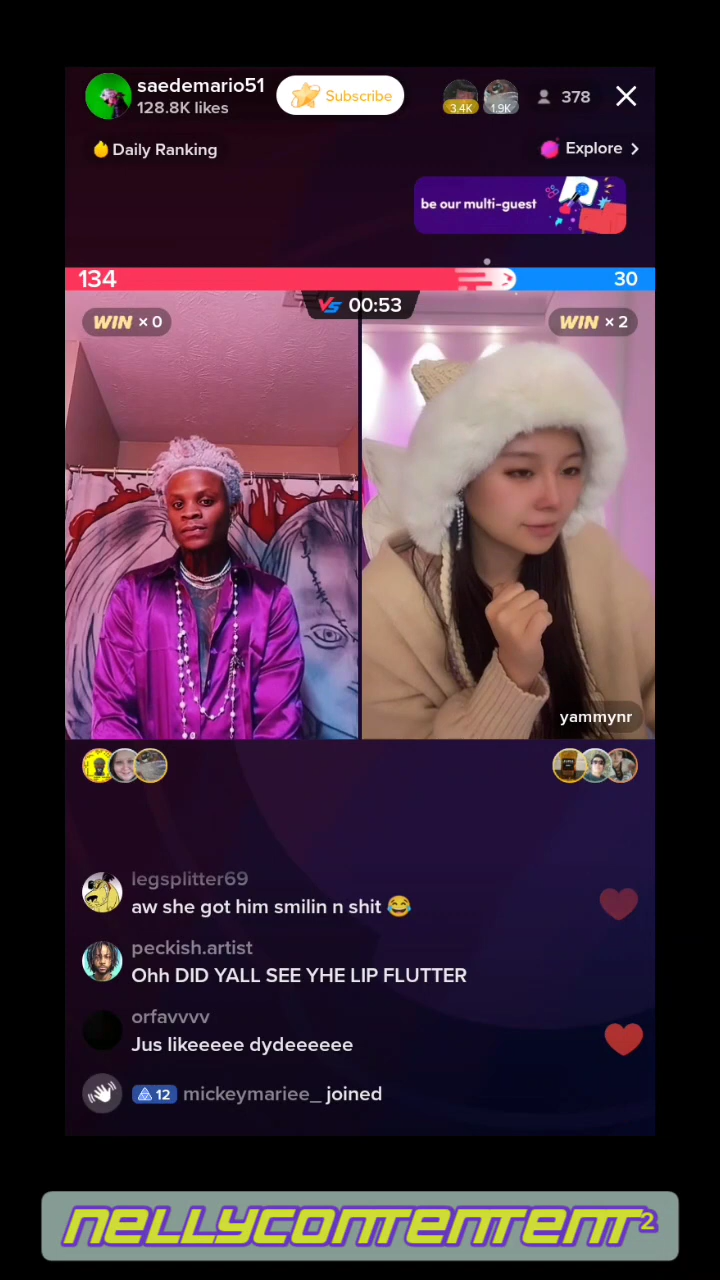 saedemario51
128.8K likes
Subscribe
3.4K
1.9K
378
Daily Ranking
Explore
be our multi-guest
134
30
VS 00:53
WIN × 0
WIN × 2
yammynr
legsplitter69
aw she got him smilin n shit 😂
peckish.artist
Ohh DID YALL SEE YHE LIP FLUTTER
orfavvvv
Jus likeeeee dydeeeeee
12 mickeymariee_ joined
NELLYCONTENTENT²